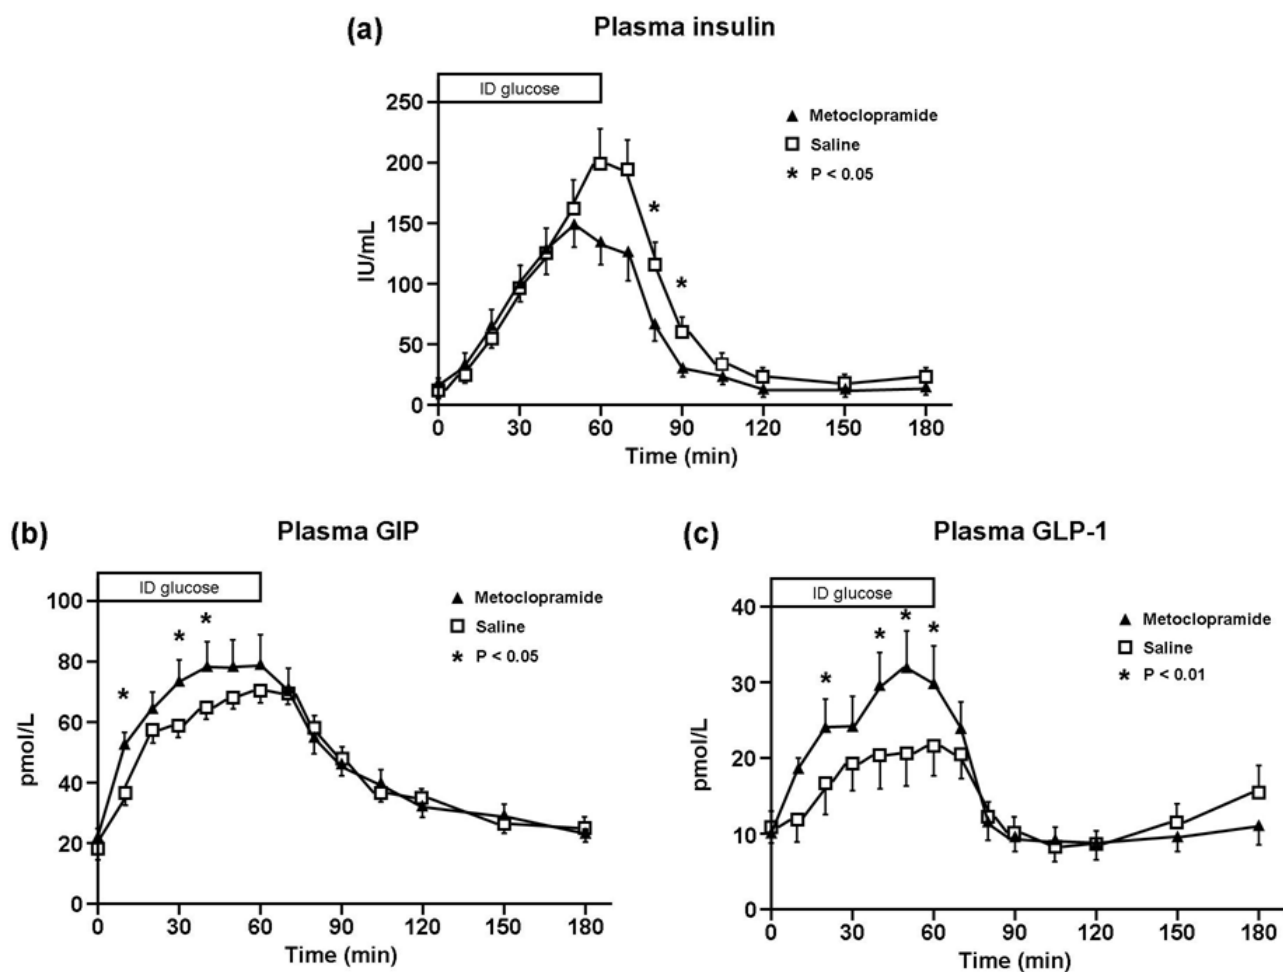 (a) Plasma insulin
ID glucose
250
200
150
100
50
0
IU/mL
Metoclopramide
Saline
* P < 0.05
*
*
0 30 60 90 120 150 180
Time (min)
(b) Plasma GIP
ID glucose
100
80
60
40
20
0
pmol/L
Metoclopramide
Saline
* P < 0.05
*
*
*
0 30 60 90 120 150 180
Time (min)
(c) Plasma GLP-1
ID glucose
40
30
20
10
0
pmol/L
Metoclopramide
Saline
* P < 0.01
*
*
*
*
0 30 60 90 120 150 180
Time (min)